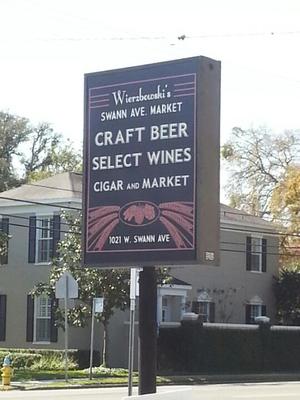 Wierzbowski's
SWANN AVE. MARKET
CRAFT BEER
SELECT WINES
CIGAR AND MARKET
1021 W. SWANN AVE